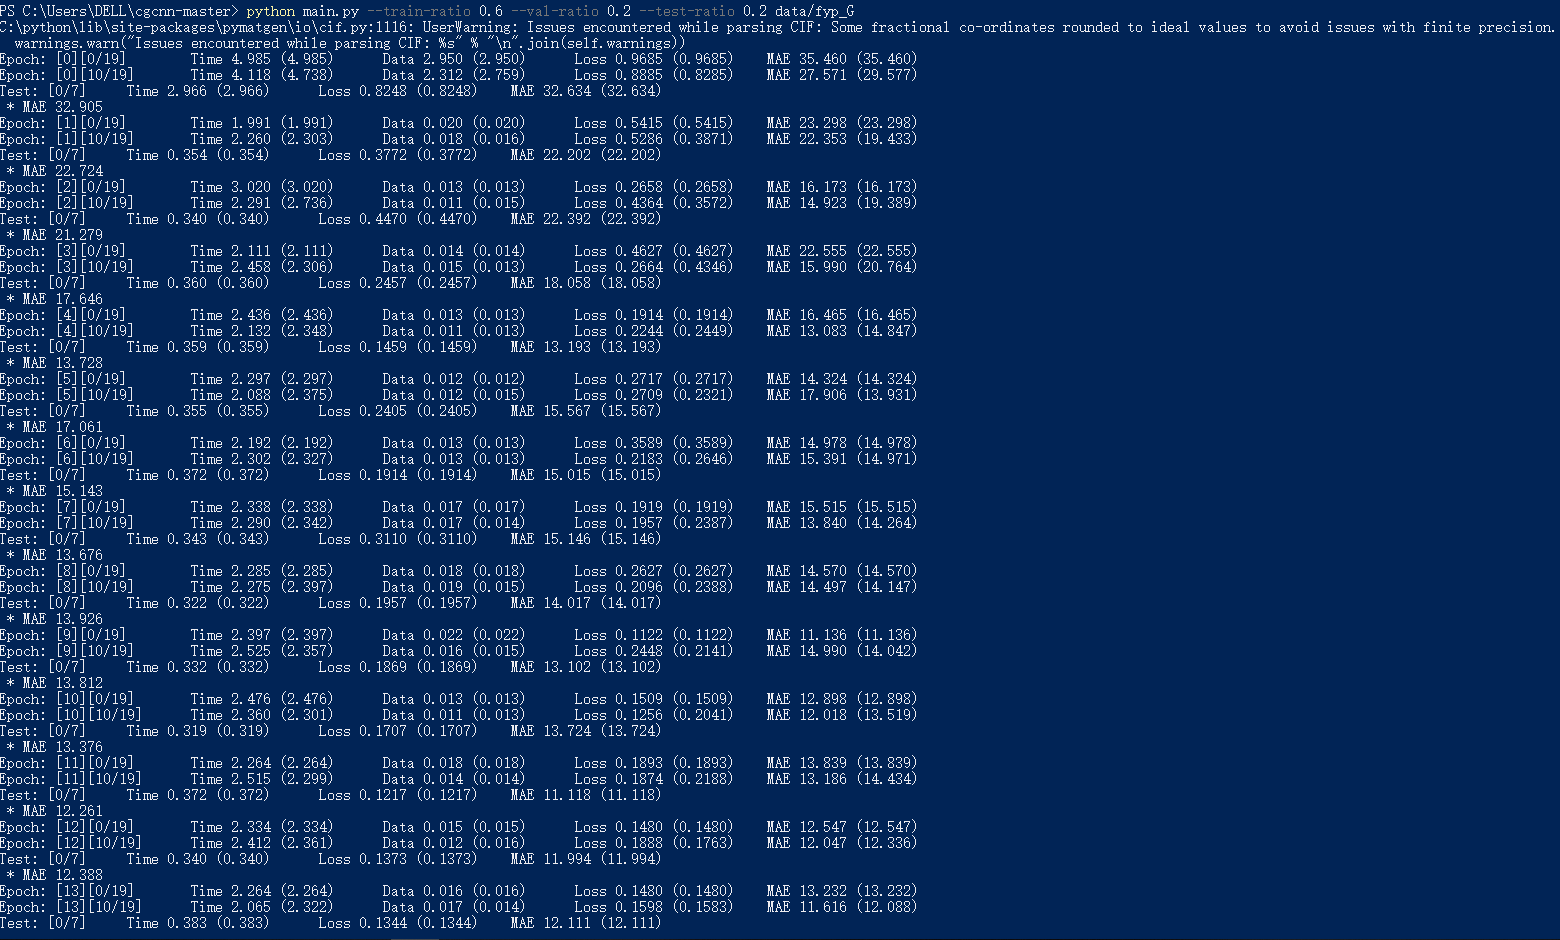 PS C:\Users\DELL\cgcnn-master> python main.py --train-ratio 0.6 --val-ratio 0.2 --test-ratio 0.2 data/fyp_G
C:\python\lib\site-packages\pymatgen\io\cif.py:1116: UserWarning: Issues encountered while parsing CIF: Some fractional co-ordinates rounded to ideal values to avoid issues with finite precision.
  warnings.warn("Issues encountered while parsing CIF: %s" % "\n".join(self.warnings))
Epoch: [0][0/19] Time 4.985 (4.985) Data 2.950 (2.950) Loss 0.9685 (0.9685) MAE 35.460 (35.460)
Epoch: [0][10/19] Time 4.118 (4.738) Data 2.312 (2.759) Loss 0.8885 (0.8285) MAE 27.571 (29.577)
Test: [0/7] Time 2.966 (2.966) Loss 0.8248 (0.8248) MAE 32.634 (32.634)
 * MAE 32.905
Epoch: [1][0/19] Time 1.991 (1.991) Data 0.020 (0.020) Loss 0.5415 (0.5415) MAE 23.298 (23.298)
Epoch: [1][10/19] Time 2.260 (2.303) Data 0.018 (0.016) Loss 0.5286 (0.3871) MAE 22.353 (19.433)
Test: [0/7] Time 0.354 (0.354) Loss 0.3772 (0.3772) MAE 22.202 (22.202)
 * MAE 22.724
Epoch: [2][0/19] Time 3.020 (3.020) Data 0.013 (0.013) Loss 0.2658 (0.2658) MAE 16.173 (16.173)
Epoch: [2][10/19] Time 2.291 (2.736) Data 0.011 (0.015) Loss 0.4364 (0.3572) MAE 14.923 (19.389)
Test: [0/7] Time 0.340 (0.340) Loss 0.4470 (0.4470) MAE 22.392 (22.392)
 * MAE 21.279
Epoch: [3][0/19] Time 2.111 (2.111) Data 0.014 (0.014) Loss 0.4627 (0.4627) MAE 22.555 (22.555)
Epoch: [3][10/19] Time 2.458 (2.306) Data 0.015 (0.013) Loss 0.2664 (0.4346) MAE 15.990 (20.764)
Test: [0/7] Time 0.360 (0.360) Loss 0.2457 (0.2457) MAE 18.058 (18.058)
 * MAE 17.646
Epoch: [4][0/19] Time 2.436 (2.436) Data 0.013 (0.013) Loss 0.1914 (0.1914) MAE 16.465 (16.465)
Epoch: [4][10/19] Time 2.132 (2.348) Data 0.011 (0.013) Loss 0.2244 (0.2449) MAE 13.083 (14.847)
Test: [0/7] Time 0.359 (0.359) Loss 0.1459 (0.1459) MAE 13.193 (13.193)
 * MAE 13.728
Epoch: [5][0/19] Time 2.297 (2.297) Data 0.012 (0.012) Loss 0.2717 (0.2717) MAE 14.324 (14.324)
Epoch: [5][10/19] Time 2.088 (2.375) Data 0.012 (0.015) Loss 0.2709 (0.2321) MAE 17.906 (13.931)
Test: [0/7] Time 0.355 (0.355) Loss 0.2405 (0.2405) MAE 15.567 (15.567)
 * MAE 17.061
Epoch: [6][0/19] Time 2.192 (2.192) Data 0.013 (0.013) Loss 0.3589 (0.3589) MAE 14.978 (14.978)
Epoch: [6][10/19] Time 2.302 (2.327) Data 0.013 (0.013) Loss 0.2183 (0.2646) MAE 15.391 (14.971)
Test: [0/7] Time 0.372 (0.372) Loss 0.1914 (0.1914) MAE 15.015 (15.015)
 * MAE 15.143
Epoch: [7][0/19] Time 2.338 (2.338) Data 0.017 (0.017) Loss 0.1919 (0.1919) MAE 15.515 (15.515)
Epoch: [7][10/19] Time 2.290 (2.342) Data 0.017 (0.014) Loss 0.1957 (0.2387) MAE 13.840 (14.264)
Test: [0/7] Time 0.343 (0.343) Loss 0.3110 (0.3110) MAE 15.146 (15.146)
 * MAE 13.676
Epoch: [8][0/19] Time 2.285 (2.285) Data 0.018 (0.018) Loss 0.2627 (0.2627) MAE 14.570 (14.570)
Epoch: [8][10/19] Time 2.275 (2.397) Data 0.019 (0.015) Loss 0.2096 (0.2388) MAE 14.497 (14.147)
Test: [0/7] Time 0.322 (0.322) Loss 0.1957 (0.1957) MAE 14.017 (14.017)
 * MAE 13.926
Epoch: [9][0/19] Time 2.397 (2.397) Data 0.022 (0.022) Loss 0.1122 (0.1122) MAE 11.136 (11.136)
Epoch: [9][10/19] Time 2.525 (2.357) Data 0.016 (0.015) Loss 0.2448 (0.2141) MAE 14.990 (14.042)
Test: [0/7] Time 0.332 (0.332) Loss 0.1869 (0.1869) MAE 13.102 (13.102)
 * MAE 13.812
Epoch: [10][0/19] Time 2.476 (2.476) Data 0.013 (0.013) Loss 0.1509 (0.1509) MAE 12.898 (12.898)
Epoch: [10][10/19] Time 2.360 (2.301) Data 0.011 (0.013) Loss 0.1256 (0.2041) MAE 12.018 (13.519)
Test: [0/7] Time 0.319 (0.319) Loss 0.1707 (0.1707) MAE 13.724 (13.724)
 * MAE 13.376
Epoch: [11][0/19] Time 2.264 (2.264) Data 0.018 (0.018) Loss 0.1893 (0.1893) MAE 13.839 (13.839)
Epoch: [11][10/19] Time 2.515 (2.299) Data 0.014 (0.014) Loss 0.1874 (0.2188) MAE 13.186 (14.434)
Test: [0/7] Time 0.372 (0.372) Loss 0.1217 (0.1217) MAE 11.118 (11.118)
 * MAE 12.261
Epoch: [12][0/19] Time 2.334 (2.334) Data 0.015 (0.015) Loss 0.1480 (0.1480) MAE 12.547 (12.547)
Epoch: [12][10/19] Time 2.412 (2.361) Data 0.012 (0.016) Loss 0.1888 (0.1763) MAE 12.047 (12.336)
Test: [0/7] Time 0.340 (0.340) Loss 0.1373 (0.1373) MAE 11.994 (11.994)
 * MAE 12.388
Epoch: [13][0/19] Time 2.264 (2.264) Data 0.016 (0.016) Loss 0.1480 (0.1480) MAE 13.232 (13.232)
Epoch: [13][10/19] Time 2.065 (2.322) Data 0.017 (0.014) Loss 0.1598 (0.1583) MAE 11.616 (12.088)
Test: [0/7] Time 0.383 (0.383) Loss 0.1344 (0.1344) MAE 12.111 (12.111)